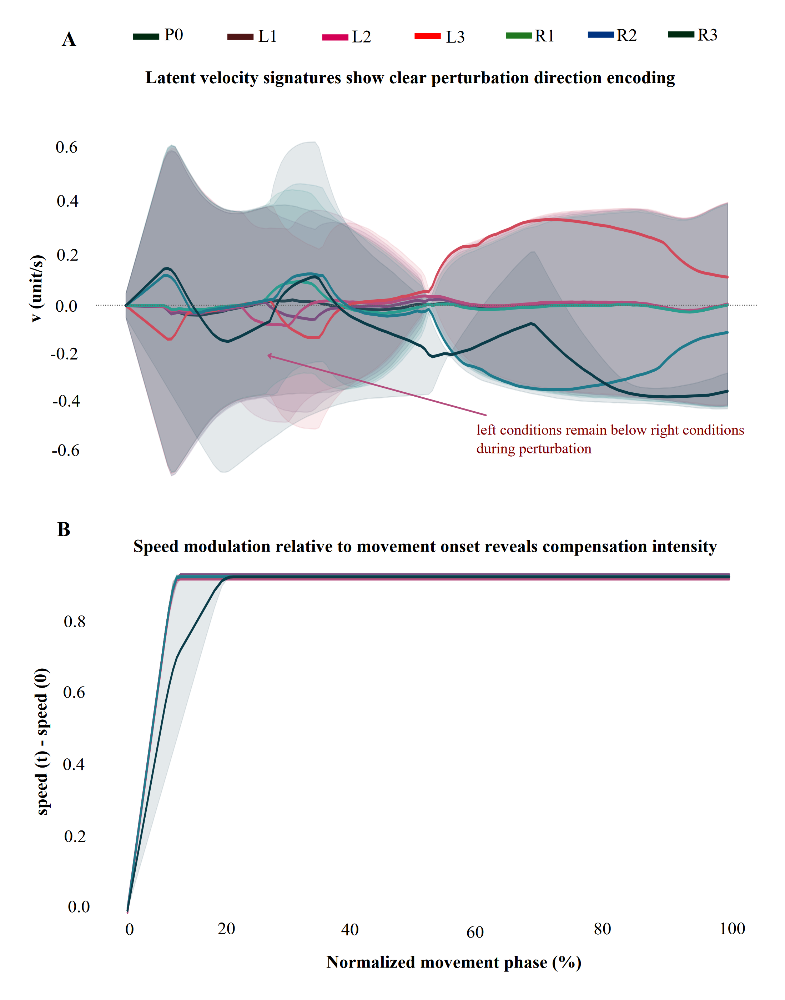 A
P0 L1 L2 L3 R1 R2 R3
Latent velocity signatures show clear perturbation direction encoding
v (unit/s)
0.6
0.4
0.2
0.0
-0.2
-0.4
-0.6
left conditions remain below right conditions
during perturbation
B
Speed modulation relative to movement onset reveals compensation intensity
speed (t) - speed (0)
0.8
0.6
0.4
0.2
0.0
0 20 40 60 80 100
Normalized movement phase (%)